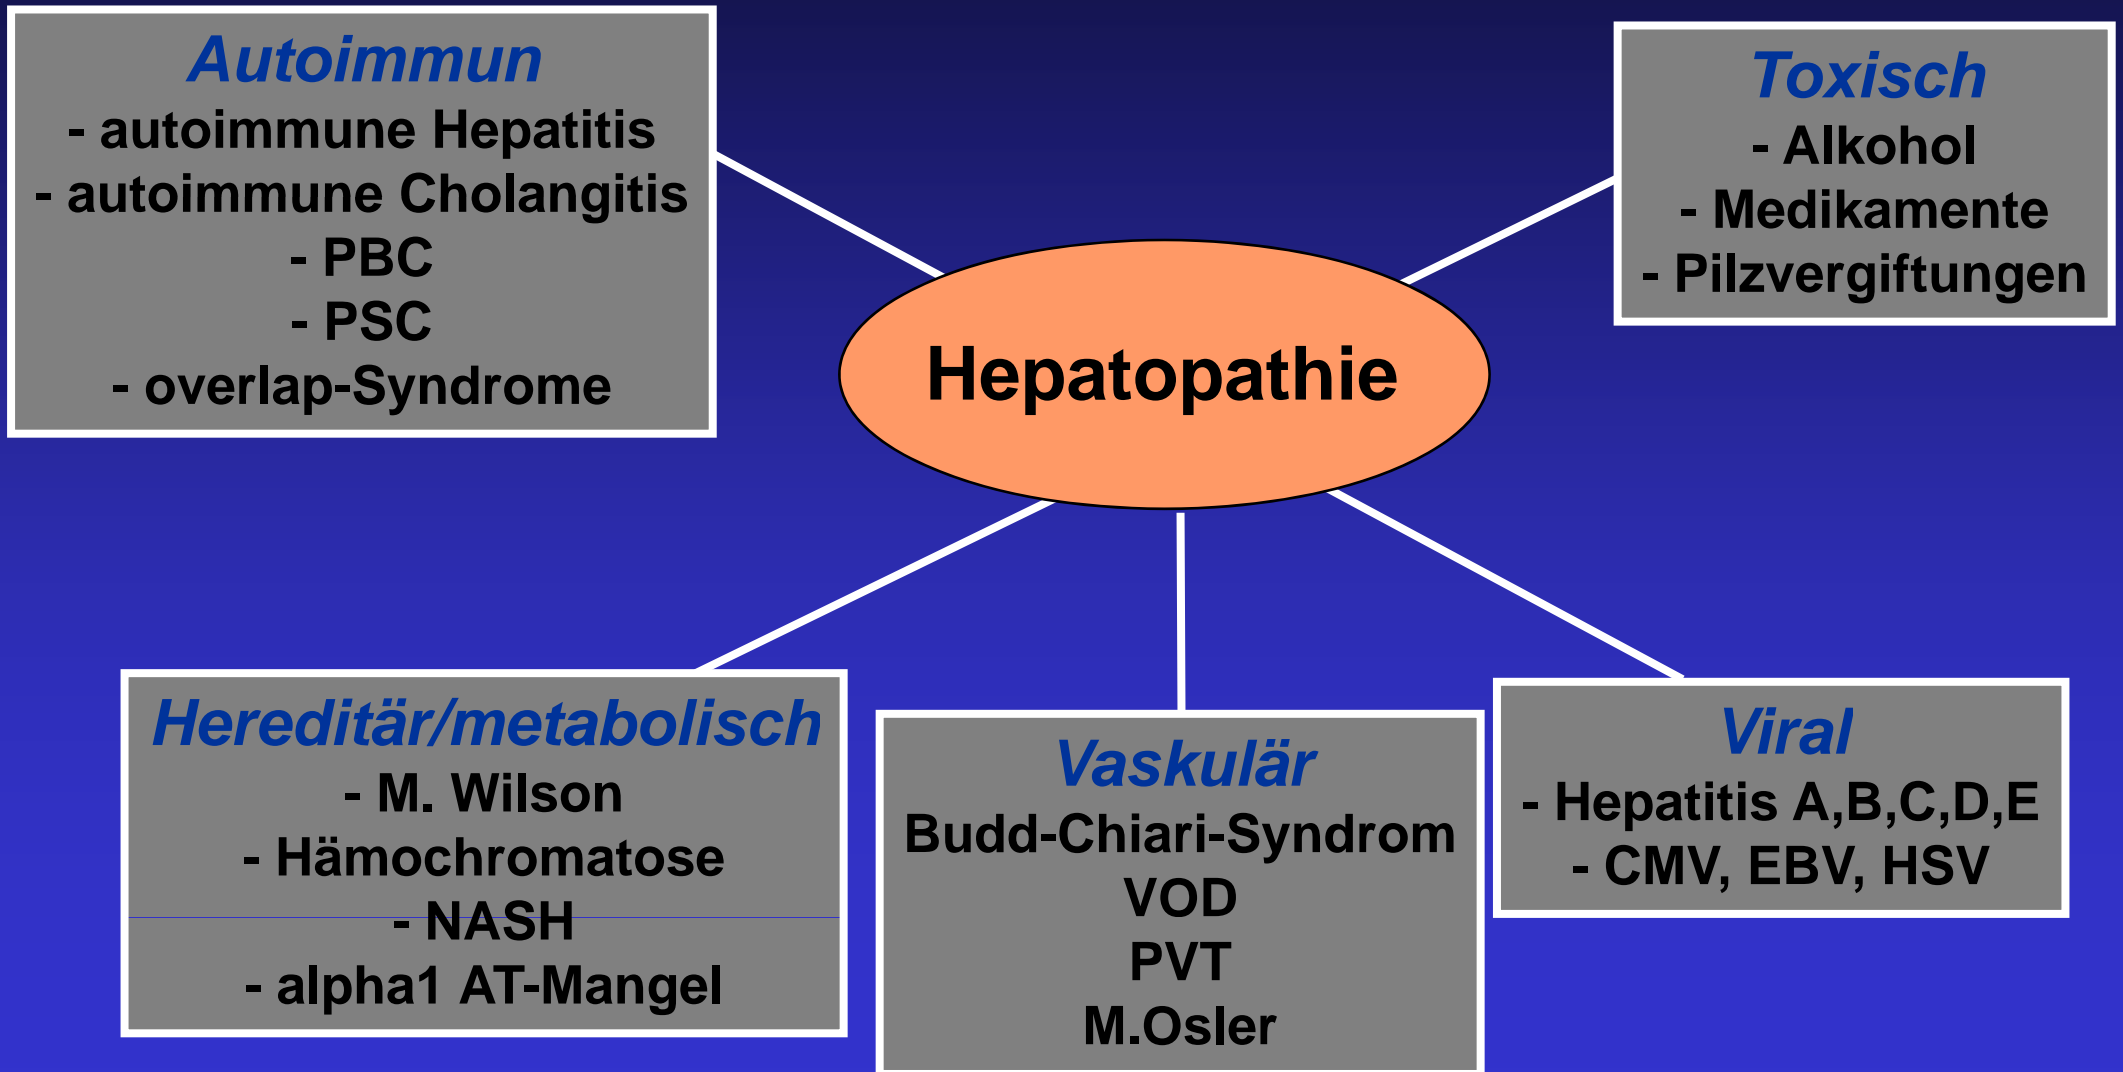 Autoimmun
- autoimmune Hepatitis
- autoimmune Cholangitis
- PBC
- PSC
- overlap-Syndrome
Toxisch
- Alkohol
- Medikamente
- Pilzvergiftungen
Hepatopathie
Hereditär/metabolisch
- M. Wilson
- Hämochromatose
- NASH
- alpha1 AT-Mangel
Vaskulär
Budd-Chiari-Syndrom
VOD
PVT
M.Osler
Viral
- Hepatitis A,B,C,D,E
- CMV, EBV, HSV